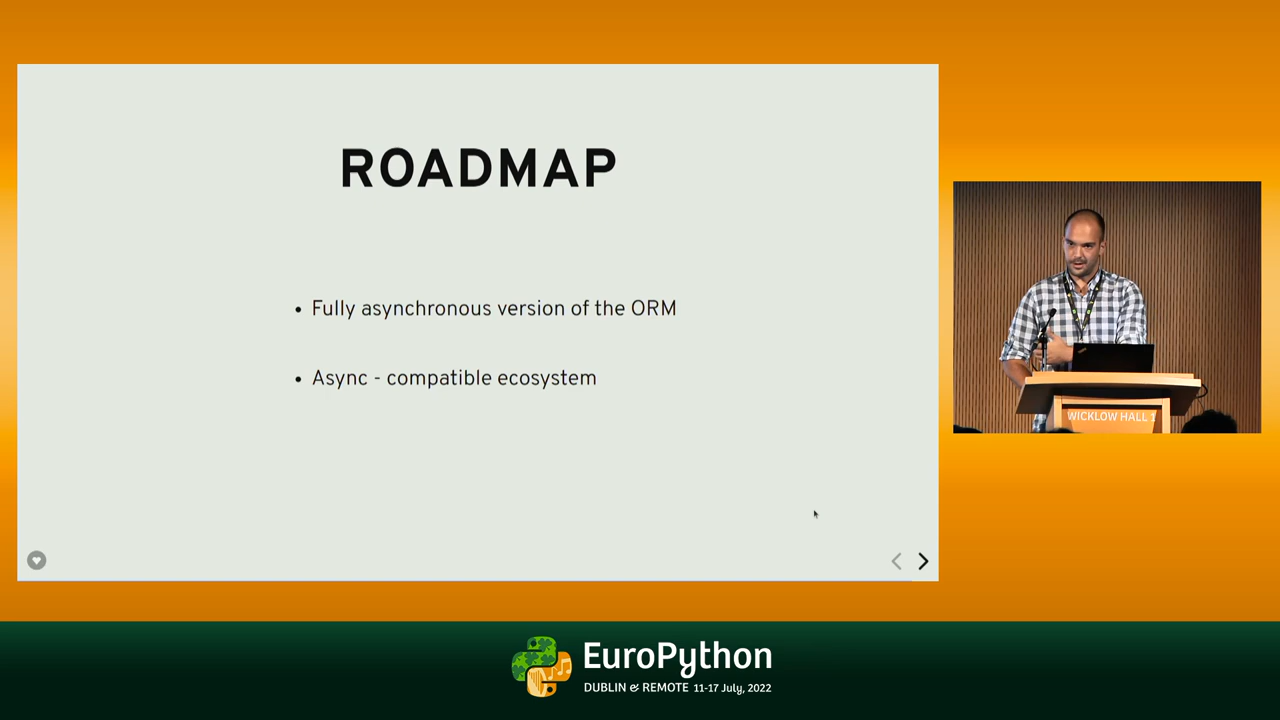 ROADMAP
• Fully asynchronous version of the ORM
• Async - compatible ecosystem
WICKLOW HALL 1
EuroPython
DUBLIN & REMOTE 11-17 July, 2022